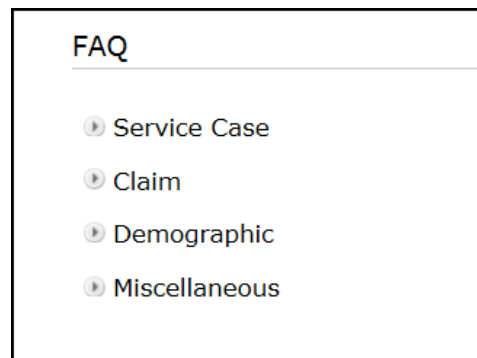 FAQ
Service Case
Claim
Demographic
Miscellaneous